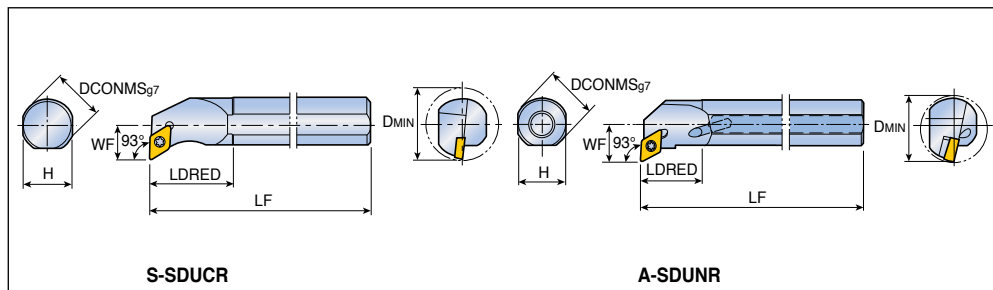 DCONMSg7
WF
93°
H
LDRED
LF
DMIN
S-SDUCR
DCONMSg7
WF
93°
H
LDRED
LF
DMIN
A-SDUNR